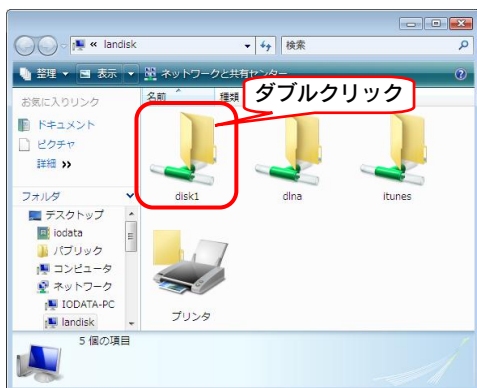 « landisk
検索
整理 表示 ネットワークと共有センター
お気に入りリンク
ドキュメント
ピクチャ
詳細 »
フォルダ
デスクトップ
iodata
パブリック
コンピュータ
ネットワーク
IODATA-PC
landisk
名前 種類
ダブルクリック
disk1 dlna itunes
プリンタ
5 個の項目